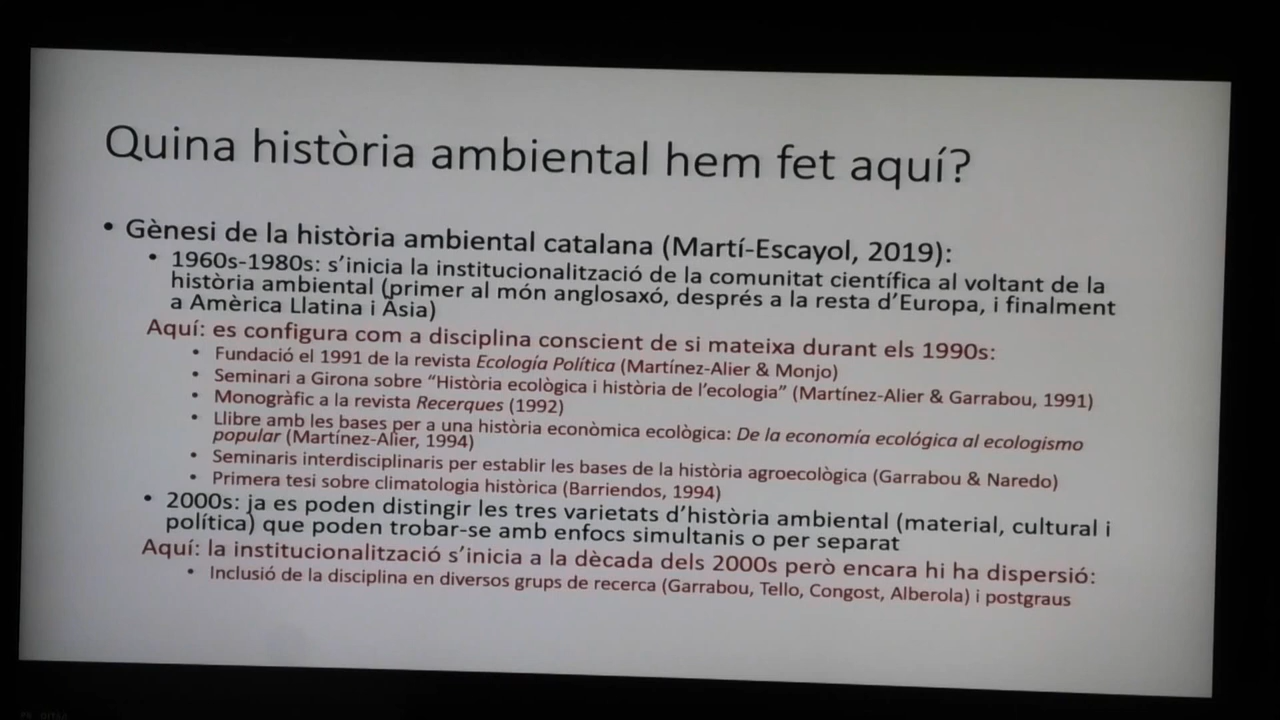 Quina història ambiental hem fet aquí?
• Gènesi de la història ambiental catalana (Martí-Escayol, 2019):
• 1960s-1980s: s'inicia la institucionalització de la comunitat científica al voltant de la
història ambiental (primer al món anglosaxó, després a la resta d'Europa, i finalment
a Amèrica Llatina i Àsia)
Aquí: es configura com a disciplina conscient de si mateixa durant els 1990s:
• Fundació el 1991 de la revista Ecología Política (Martínez-Alier & Monjo)
• Seminari a Girona sobre “Història ecològica i història de l'ecologia” (Martínez-Alier & Garrabou, 1991)
• Monogràfic a la revista Recerques (1992)
• Llibre amb les bases per a una història econòmica ecològica: De la economía ecológica al ecologismo
popular (Martínez-Alier, 1994)
• Seminaris interdisciplinaris per establir les bases de la història agroecològica (Garrabou & Naredo)
• Primera tesi sobre climatologia històrica (Barriendos, 1994)
• 2000s: ja es poden distingir les tres varietats d'història ambiental (material, cultural i
política) que poden trobar-se amb enfocs simultanis o per separat
Aquí: la institucionalització s'inicia a la dècada dels 2000s però encara hi ha dispersió:
• Inclusió de la disciplina en diversos grups de recerca (Garrabou, Tello, Congost, Alberola) i postgraus